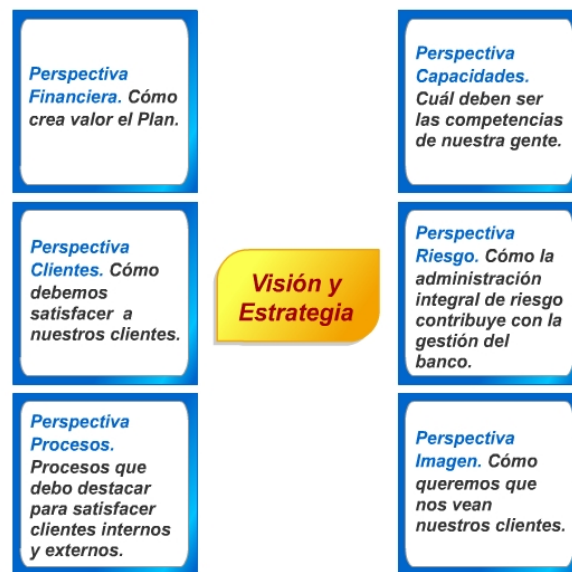 Perspectiva
Financiera. Cómo
crea valor el Plan.
Perspectiva
Clientes. Cómo
debemos
satisfacer a
nuestros clientes.
Perspectiva
Procesos.
Procesos que
debo destacar
para satisfacer
clientes internos
y externos.
Visión y
Estrategia
Perspectiva
Capacidades.
Cuál deben ser
las competencias
de nuestra gente.
Perspectiva
Riesgo. Cómo la
administración
integral de riesgo
contribuye con la
gestión del
banco.
Perspectiva
Imagen. Cómo
queremos que
nos vean
nuestros clientes.